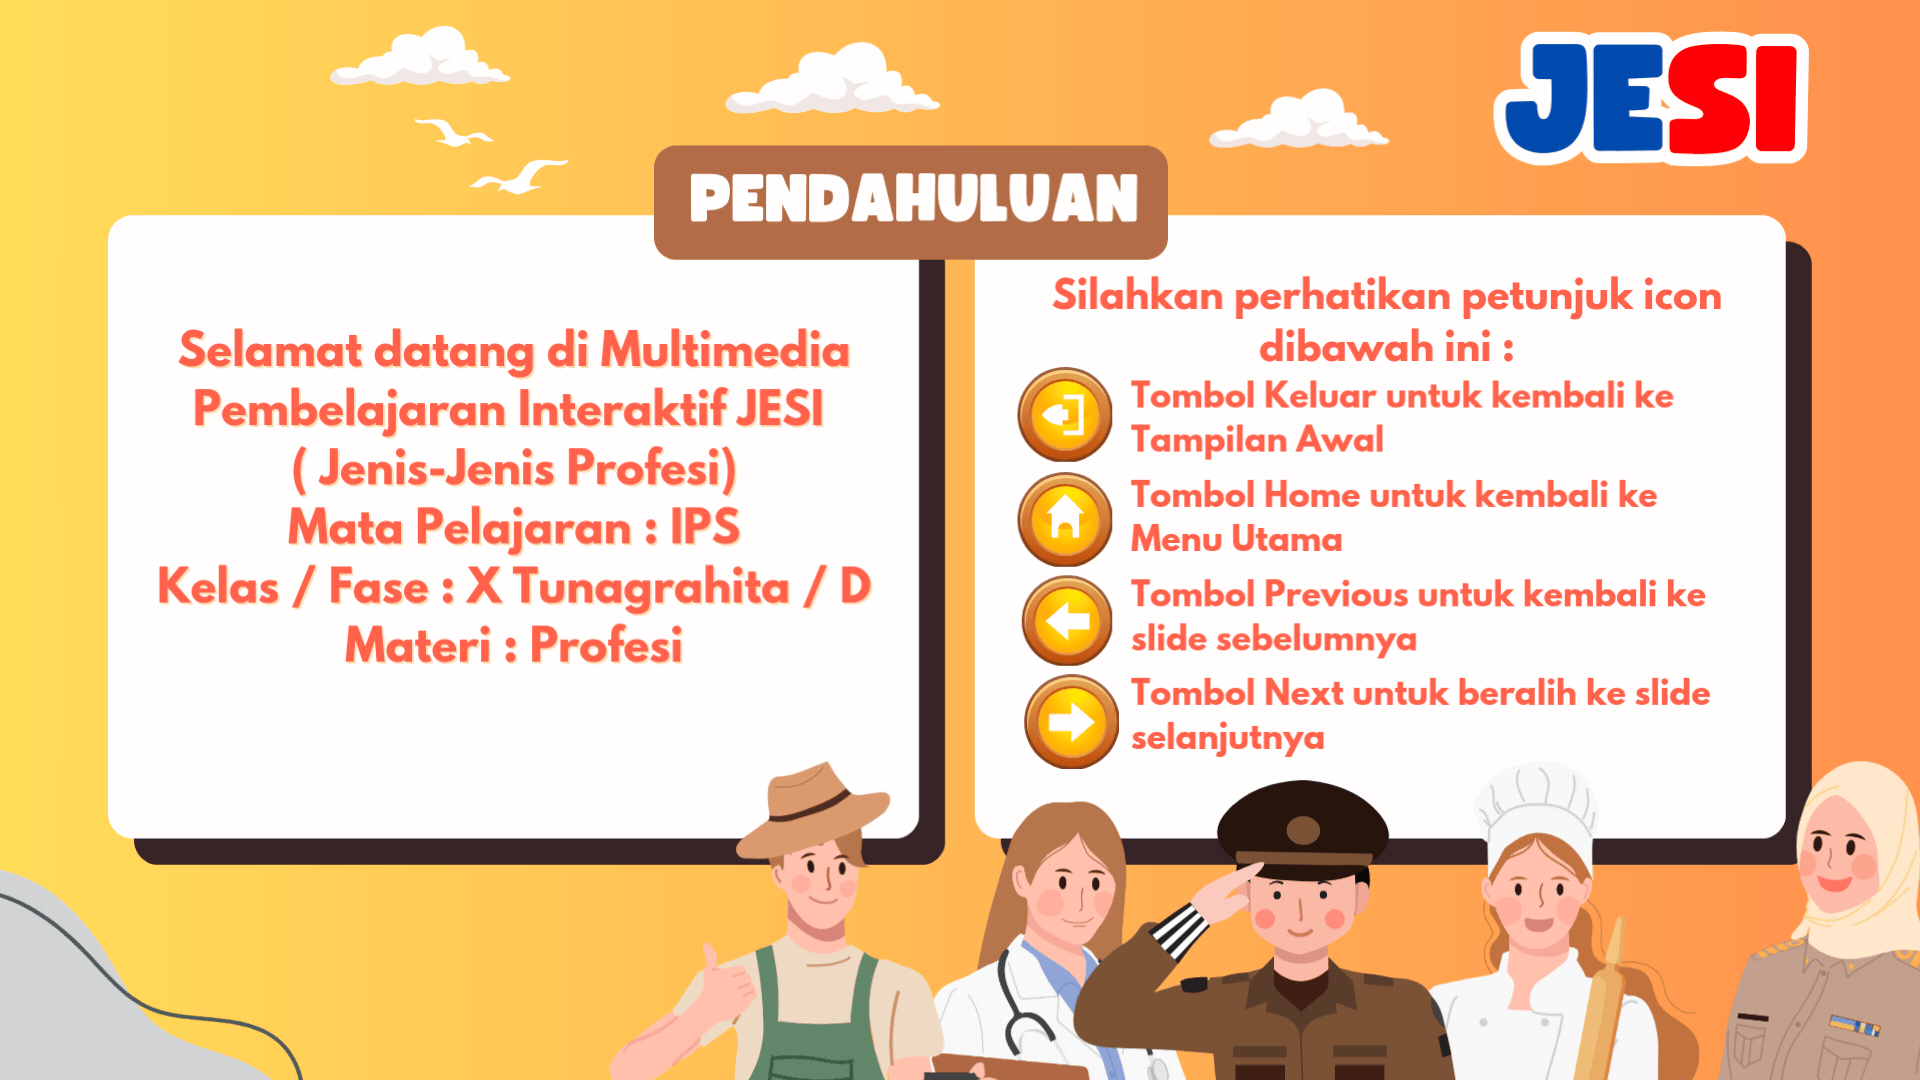 JESI
PENDAHULUAN
Selamat datang di Multimedia
Pembelajaran Interaktif JESI
( Jenis-Jenis Profesi)
Mata Pelajaran : IPS
Kelas / Fase : X Tunagrahita / D
Materi : Profesi
Silahkan perhatikan petunjuk icon
dibawah ini :
Tombol Keluar untuk kembali ke
Tampilan Awal
Tombol Home untuk kembali ke
Menu Utama
Tombol Previous untuk kembali ke
slide sebelumnya
Tombol Next untuk beralih ke slide
selanjutnya